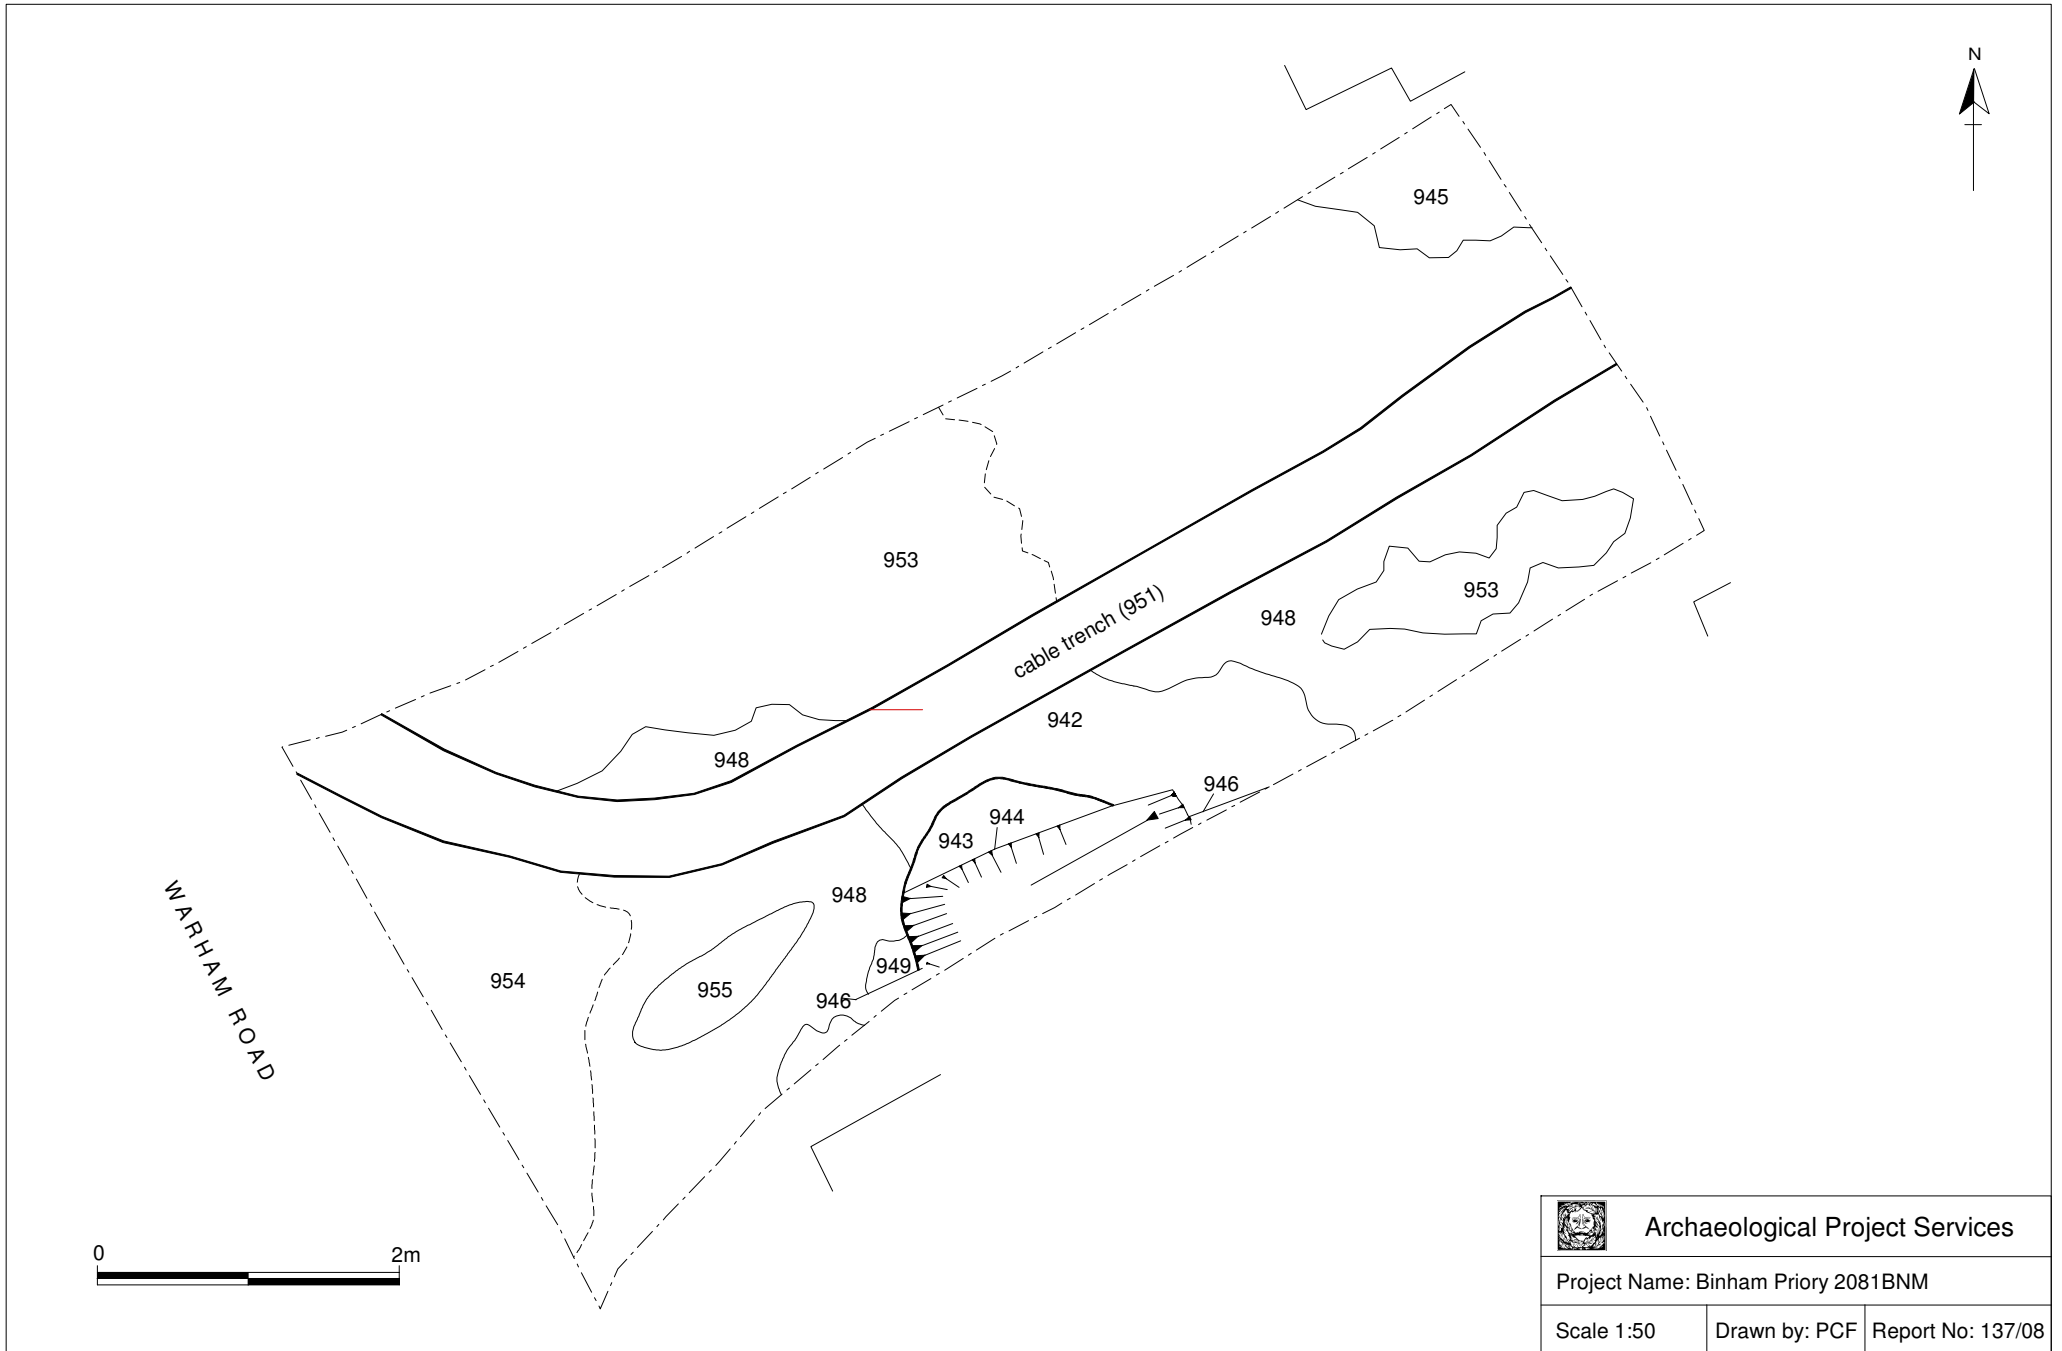 N
945
953
cable trench (951)
953
948
942
948
946
944
943
948
949
954
955
946
WARHAM ROAD
0 2m
Archaeological Project Services
Project Name: Binham Priory 2081BNM
Scale 1:50 Drawn by: PCF Report No: 137/08